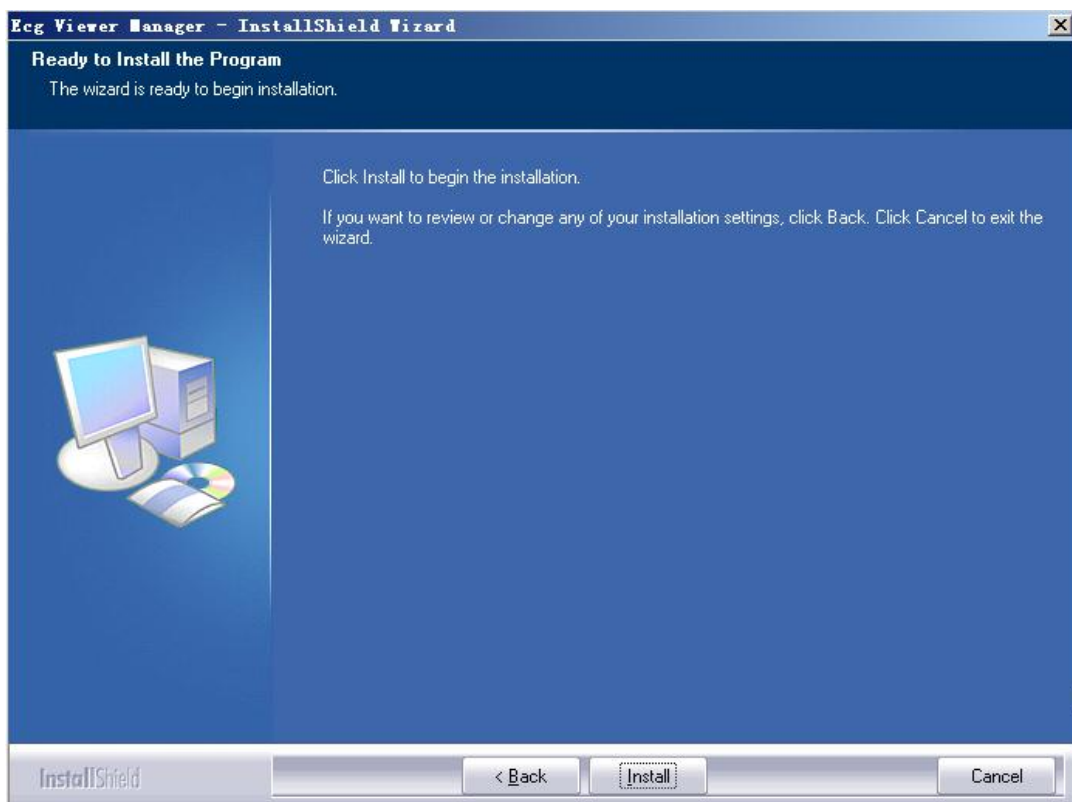 Ecg Viewer Manager - InstallShield Wizard
Ready to Install the Program
The wizard is ready to begin installation.
Click Install to begin the installation.
If you want to review or change any of your installation settings, click Back. Click Cancel to exit the
wizard.
InstallShield
< Back
Install
Cancel